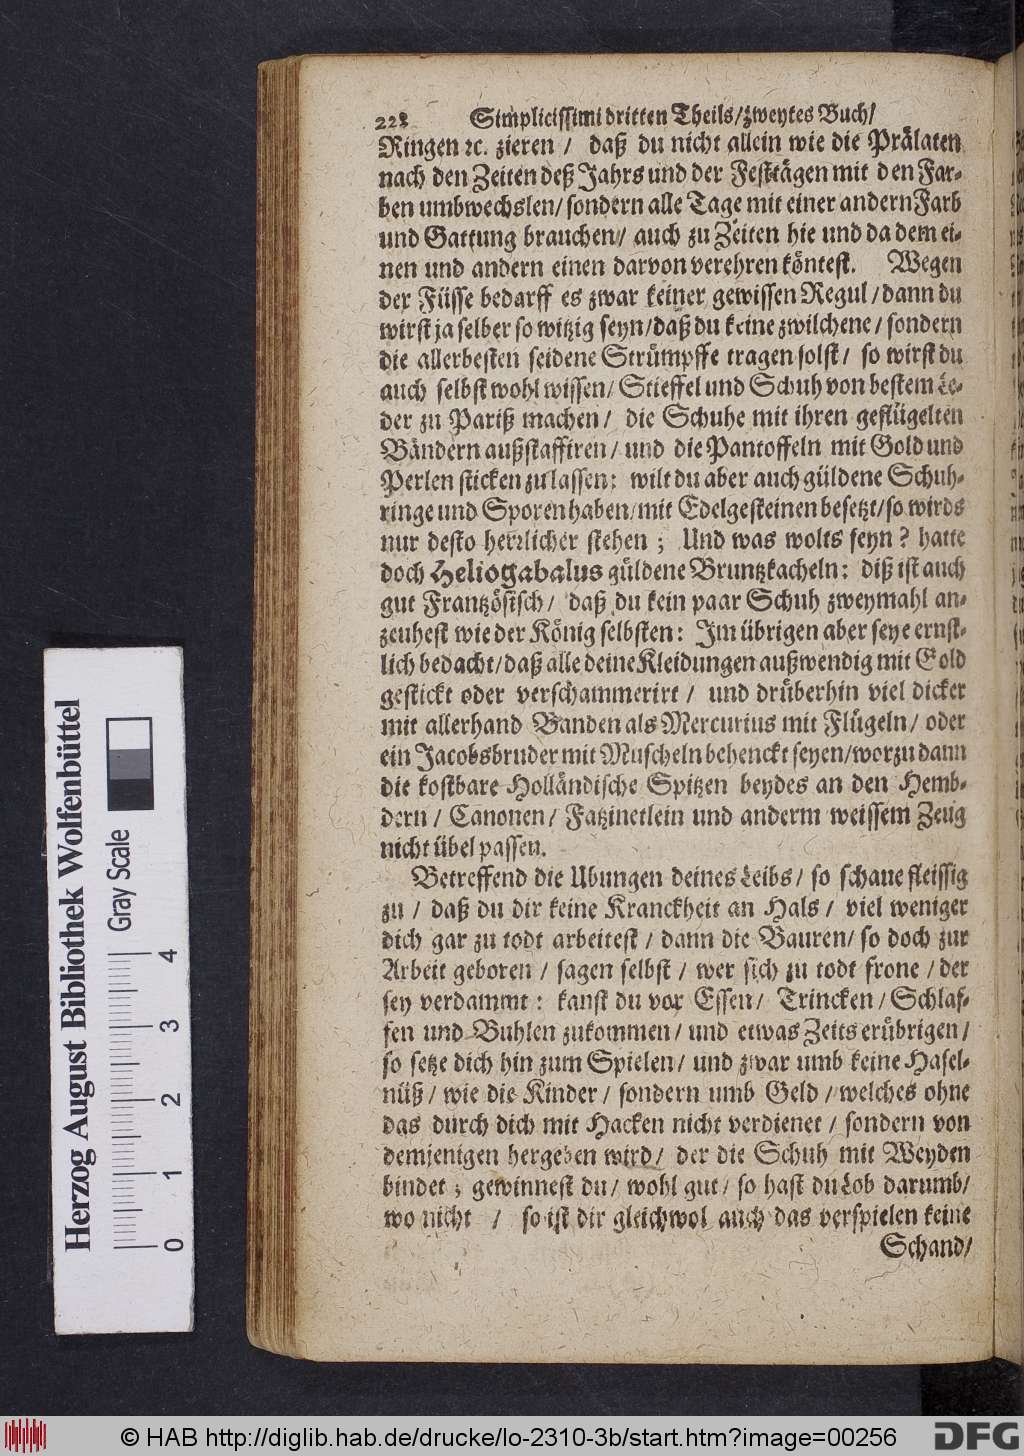 228 Simplicissimi dritten Theils/zweytes Buch/
Ringen ꝛc. zieren / daß du nicht allein wie die Prälaten
nach den Zeiten deß Jahrs und der Festtägen mit den Far-
ben umbwechslen/ sondern alle Tage mit einer andern Farb
und Gattung brauchen/ auch zu Zeiten hie und da dem ei-
nen und andern einen darvon verehren köntest. Wegen
der Füsse bedarff es zwar keiner gewissen Regul / dann du
wirst ja selber so witzig seyn/daß du keine zwilchene / sondern
die allerbesten seidene Strümpffe tragen solst / so wirst du
auch selbst wohl wissen/ Stieffel und Schuh von bestem Le-
der zu Pariß machen / die Schuhe mit ihren geflügelten
Bändern außstaffiren / und die Pantoffeln mit Gold und
Perlen sticken zu lassen: wilt du aber auch güldene Schuh-
ringe und Sporen haben/mit Edelgesteinen besetzt/so wirds
nur desto herrlicher stehen ; Und was wolts seyn ? hatte
doch Heliogabalus güldene Bruntzkacheln: diß ist auch
gut Frantzösisch / daß du kein paar Schuh zweymahl an-
zeuhest wie der König selbsten: Im übrigen aber seye ernst-
lich bedacht/daß alle deine Kleidungen außwendig mit Gold
gestickt oder verschammerirt / und drüberhin viel dicker
mit allerhand Banden als Mercurius mit Flügeln / oder
ein Jacobsbruder mit Muscheln behenckt seyen/worzu dann
die kostbare Holländische Spitzen beydes an den Hemb-
dern / Canonen / Fatzinetlein und anderm weissem Zeug
nicht übel passen.
Betreffend die Ubungen deines Leibs / so schaue fleissig
zu / daß du dir keine Kranckheit an Hals / viel weniger
dich gar zu todt arbeitest / dann die Bauren/ so doch zur
Arbeit geboren / sagen selbst / wer sich zu todt frone / der
sey verdammt : kanst du vor Essen/ Trincken / Schlaf-
fen und Buhlen zukommen / und etwas Zeits erübrigen /
so setze dich hin zum Spielen / und zwar umb keine Hasel-
nüß / wie die Kinder / sondern umb Geld / welches ohne
das durch dich mit Hacken nicht verdienet / sondern von
demjenigen hergeben wird / der die Schuh mit Weyden
bindet ; gewinnest du / wohl gut / so hast du Lob darumb/
wo nicht / so ist dir gleichwol auch das verspielen keine
Schand/
Herzog August Bibliothek Wolfenbüttel
Gray Scale
0 1 2 3 4
© HAB http://diglib.hab.de/drucke/lo-2310-3b/start.htm?image=00256
DFG